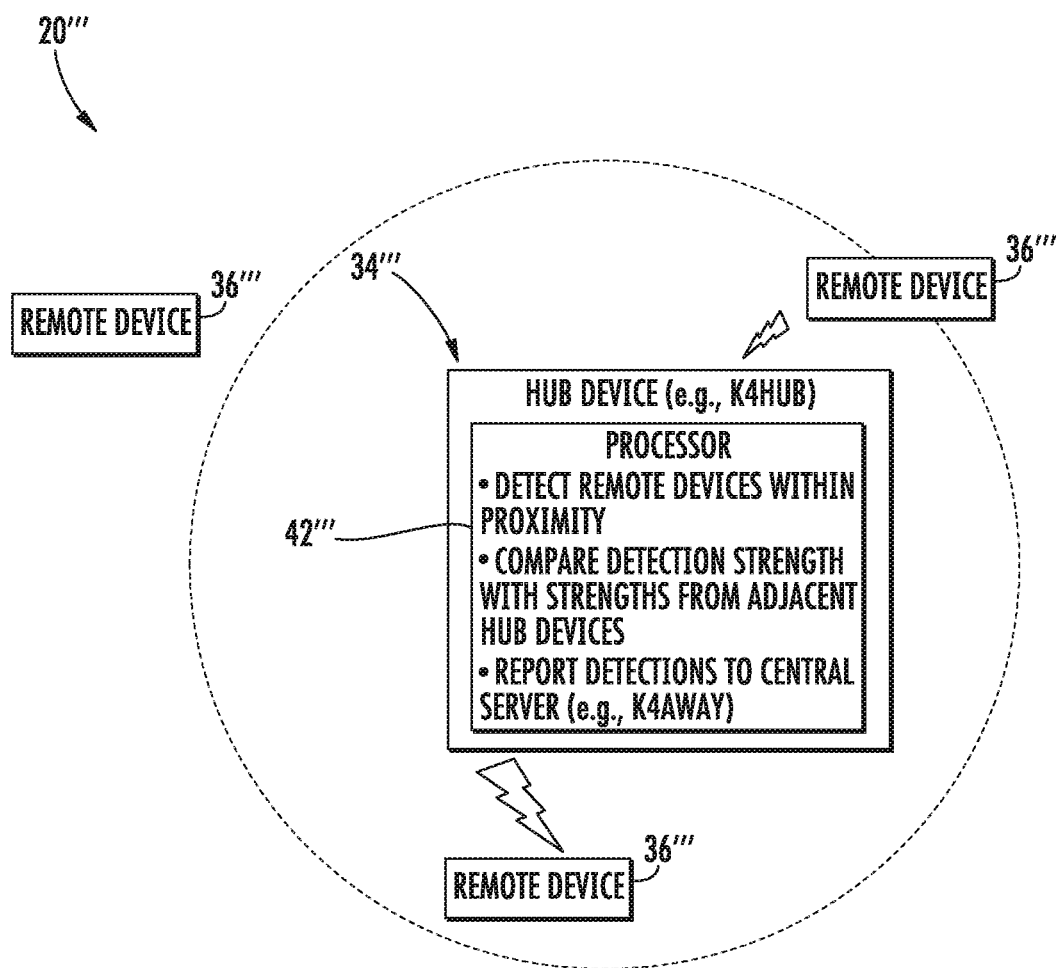 20'''
36'''
REMOTE DEVICE
34'''
36'''
REMOTE DEVICE
HUB DEVICE (e.g., K4HUB)
PROCESSOR
• DETECT REMOTE DEVICES WITHIN
PROXIMITY
42'''
• COMPARE DETECTION STRENGTH
WITH STRENGTHS FROM ADJACENT
HUB DEVICES
• REPORT DETECTIONS TO CENTRAL
SERVER (e.g., K4AWAY)
36'''
REMOTE DEVICE